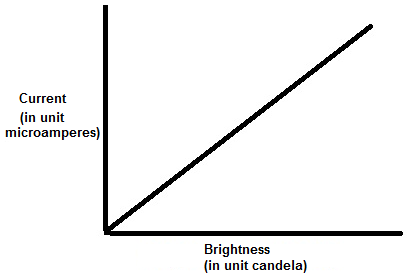 Current
(in unit
microamperes)
Brightness
(in unit candela)